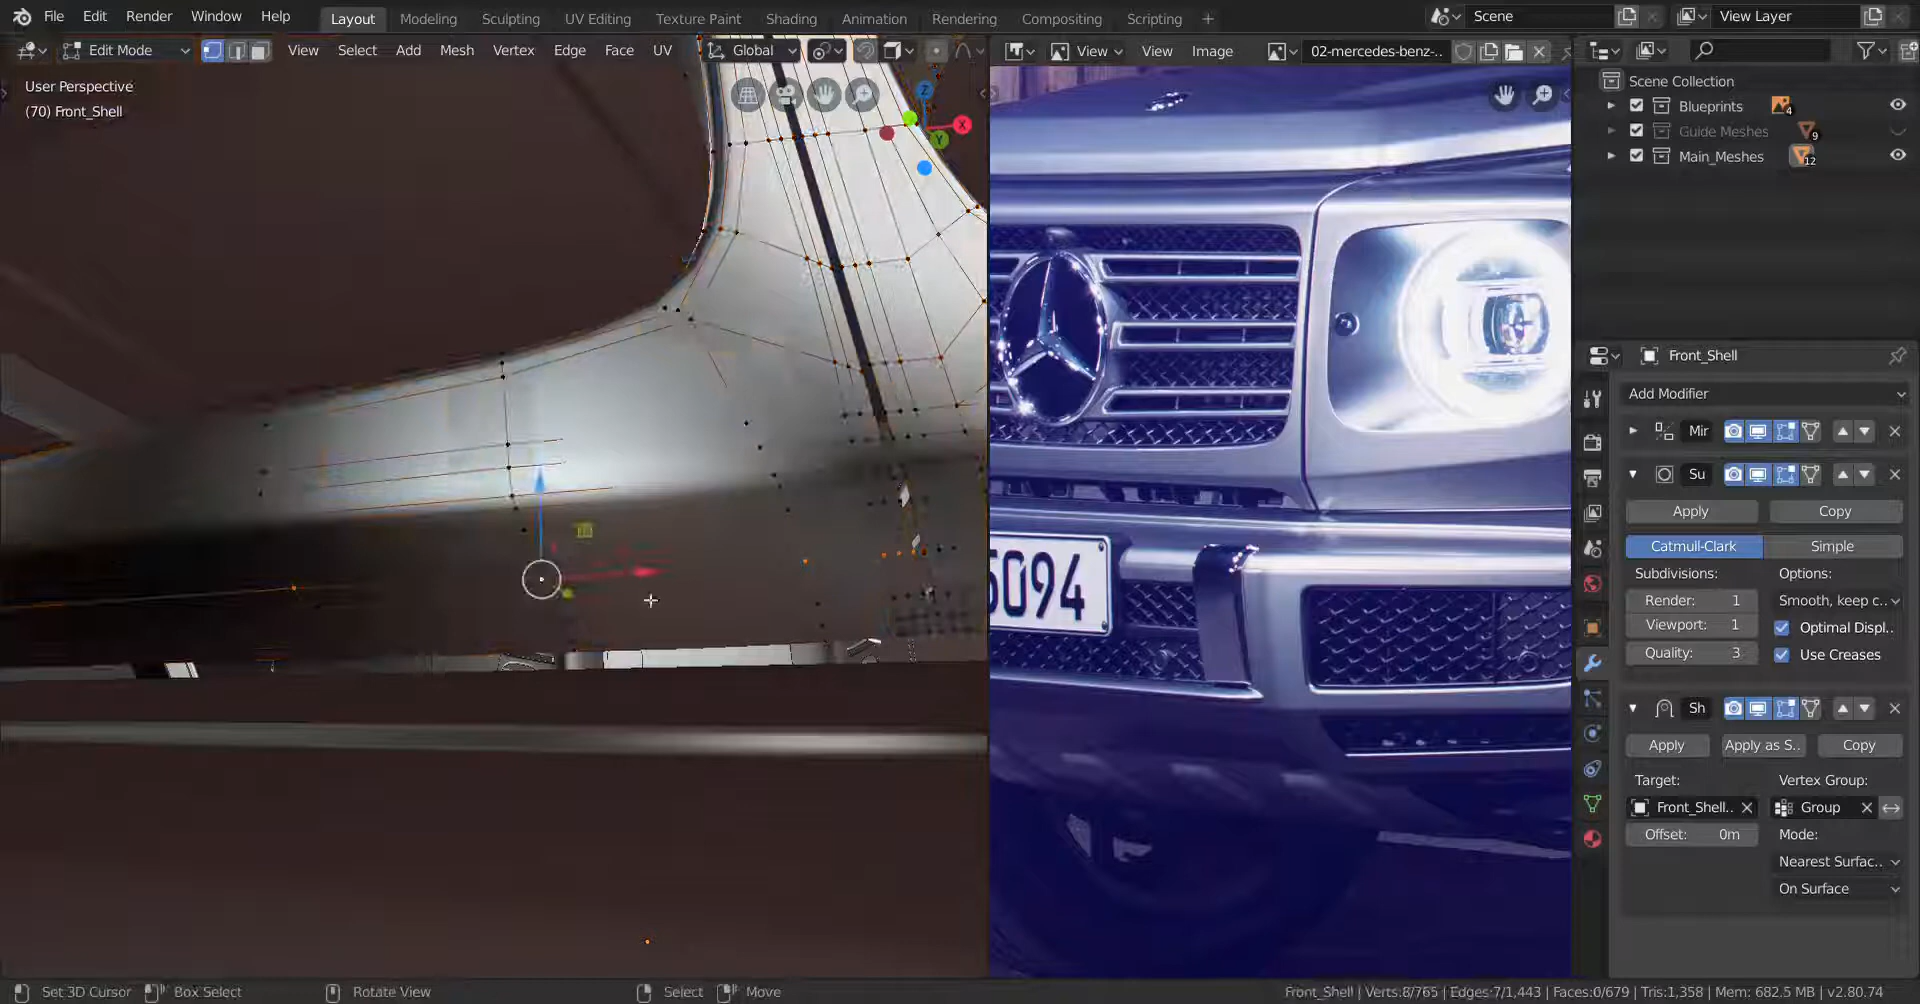 File Edit Render Window Help Layout Modeling Sculpting UV Editing Texture Paint Shading Animation Rendering Compositing Scripting + Scene View Layer
Edit Mode View Select Add Mesh Vertex Edge Face UV Global View View Image 02-mercedes-benz-..
User Perspective
(70) Front_Shell
Z
X
Y
5094
Scene Collection
Blueprints 4
Guide Meshes 9
Main_Meshes 12
Front_Shell
Add Modifier
Mir
Su
Apply Copy
Catmull-Clark Simple
Subdivisions: Options:
Render: 1 Smooth, keep c..
Viewport: 1 Optimal Displ..
Quality: 3 Use Creases
Sh
Apply Apply as S.. Copy
Target: Vertex Group:
Front_Shell.. Group
Offset: 0m Mode:
Nearest Surfac..
On Surface
Set 3D Cursor Box Select Rotate View Select Move Front_Shell | Verts:8/765 | Edges:7/1,443 | Faces:0/679 | Tris:1,358 | Mem: 682.5 MB | v2.80.74